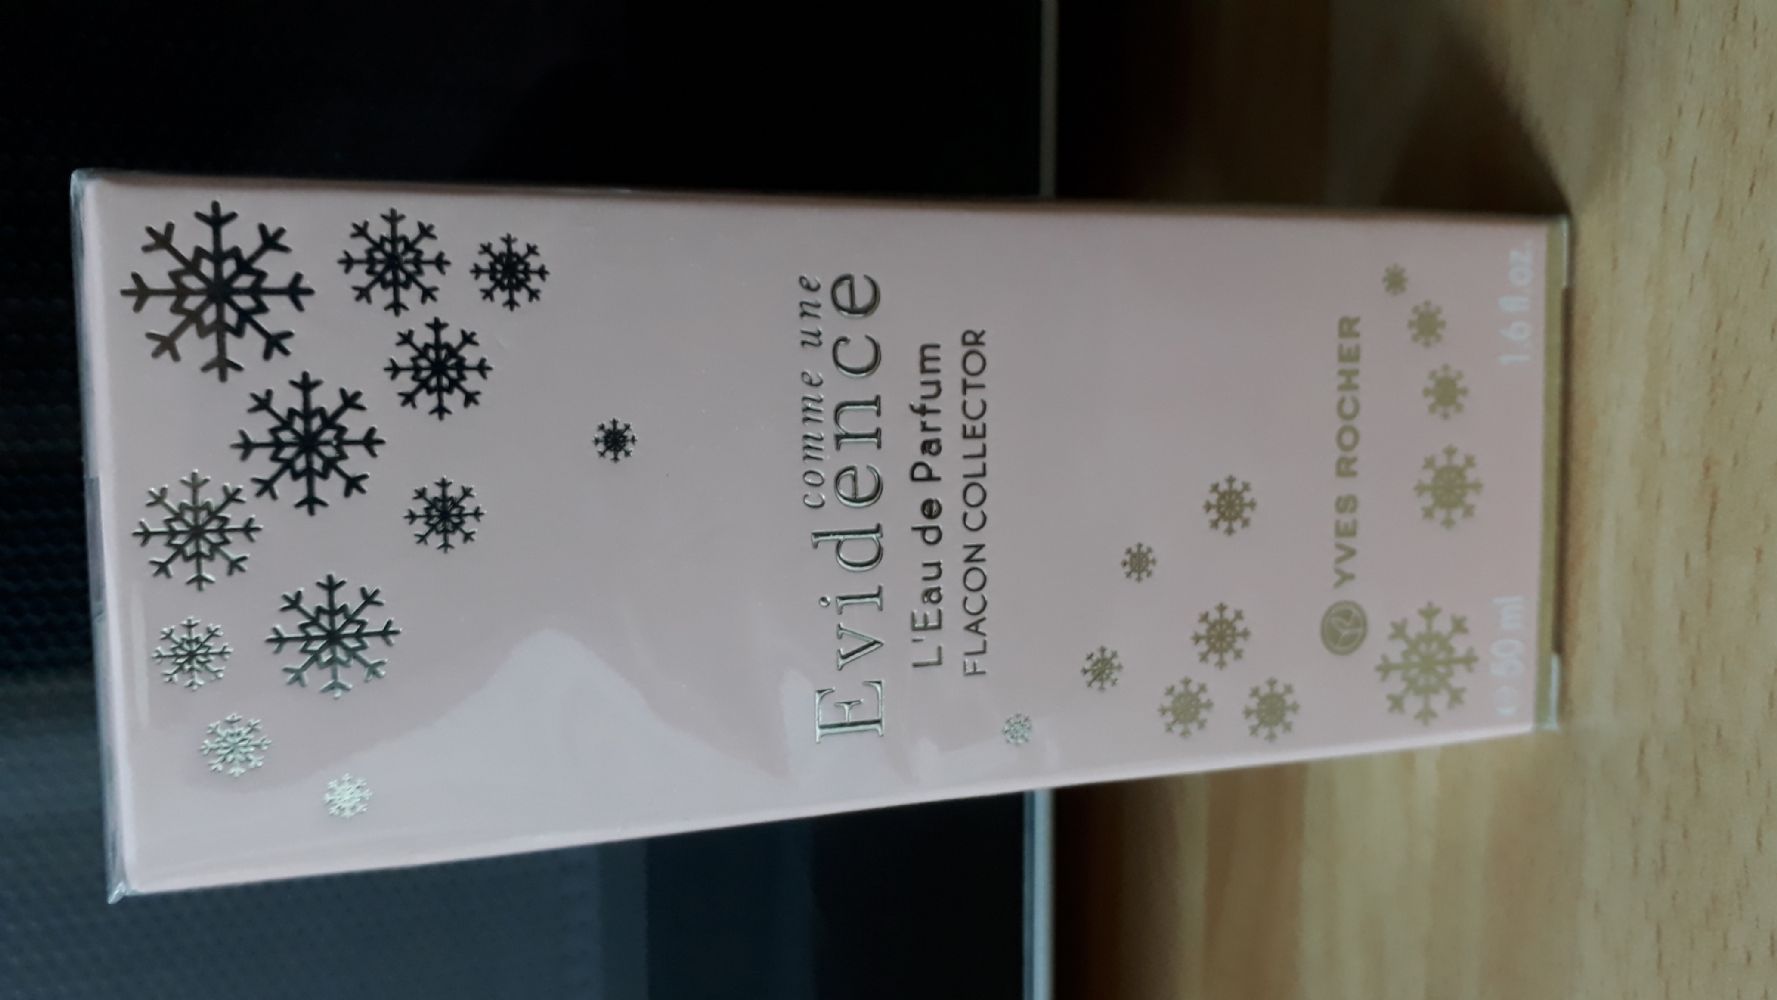 comme une
Evidence
L'Eau de Parfum
FLACON COLLECTOR
YVES ROCHER
℮ 50 ml 1.6 fl.oz